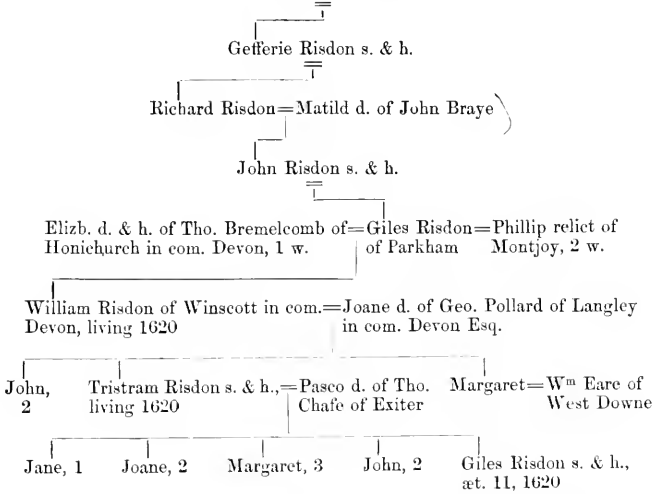 Gefferie Risdon s. & h.
Richard Risdon=Matild d. of John Braye
John Risdon s. & h.
Elizb. d. & h. of Tho. Bremelcomb of=Giles Risdon=Phillip relict of
Honichurch in com. Devon, 1 w. of Parkham Montjoy, 2 w.
William Risdon of Winscott in com.=Joane d. of Geo. Pollard of Langley
Devon, living 1620 in com. Devon Esq.
John, Tristram Risdon s. & h.,=Pasco d. of Tho. Margaret=Wᵐ Eare of
2 living 1620 Chafe of Exiter West Downe
Jane, 1 Joane, 2 Margaret, 3 John, 2 Giles Risdon s. & h.,
æt. 11, 1620